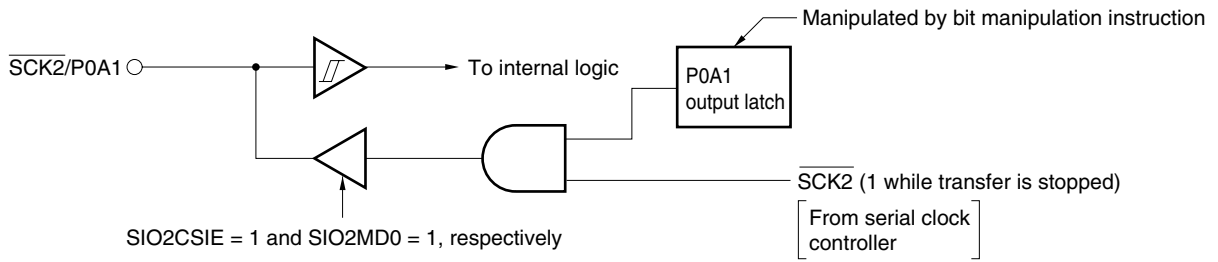 Manipulated by bit manipulation instruction
SCK2/P0A1
To internal logic
P0A1
output latch
SCK2 (1 while transfer is stopped)
From serial clock
controller
SIO2CSIE = 1 and SIO2MD0 = 1, respectively